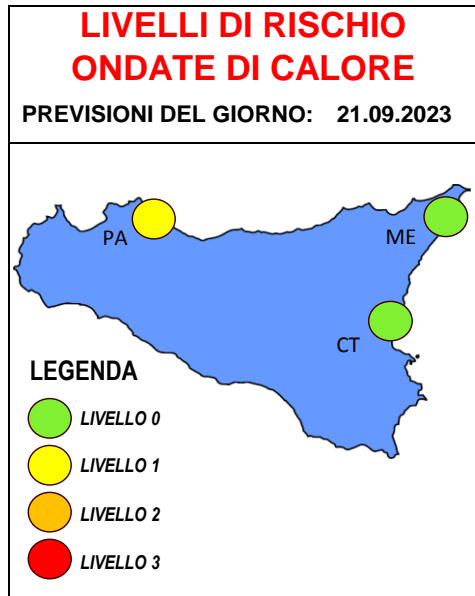 LIVELLI DI RISCHIO
ONDATE DI CALORE
PREVISIONI DEL GIORNO: 21.09.2023
PA
ME
CT
LEGENDA
LIVELLO 0
LIVELLO 1
LIVELLO 2
LIVELLO 3